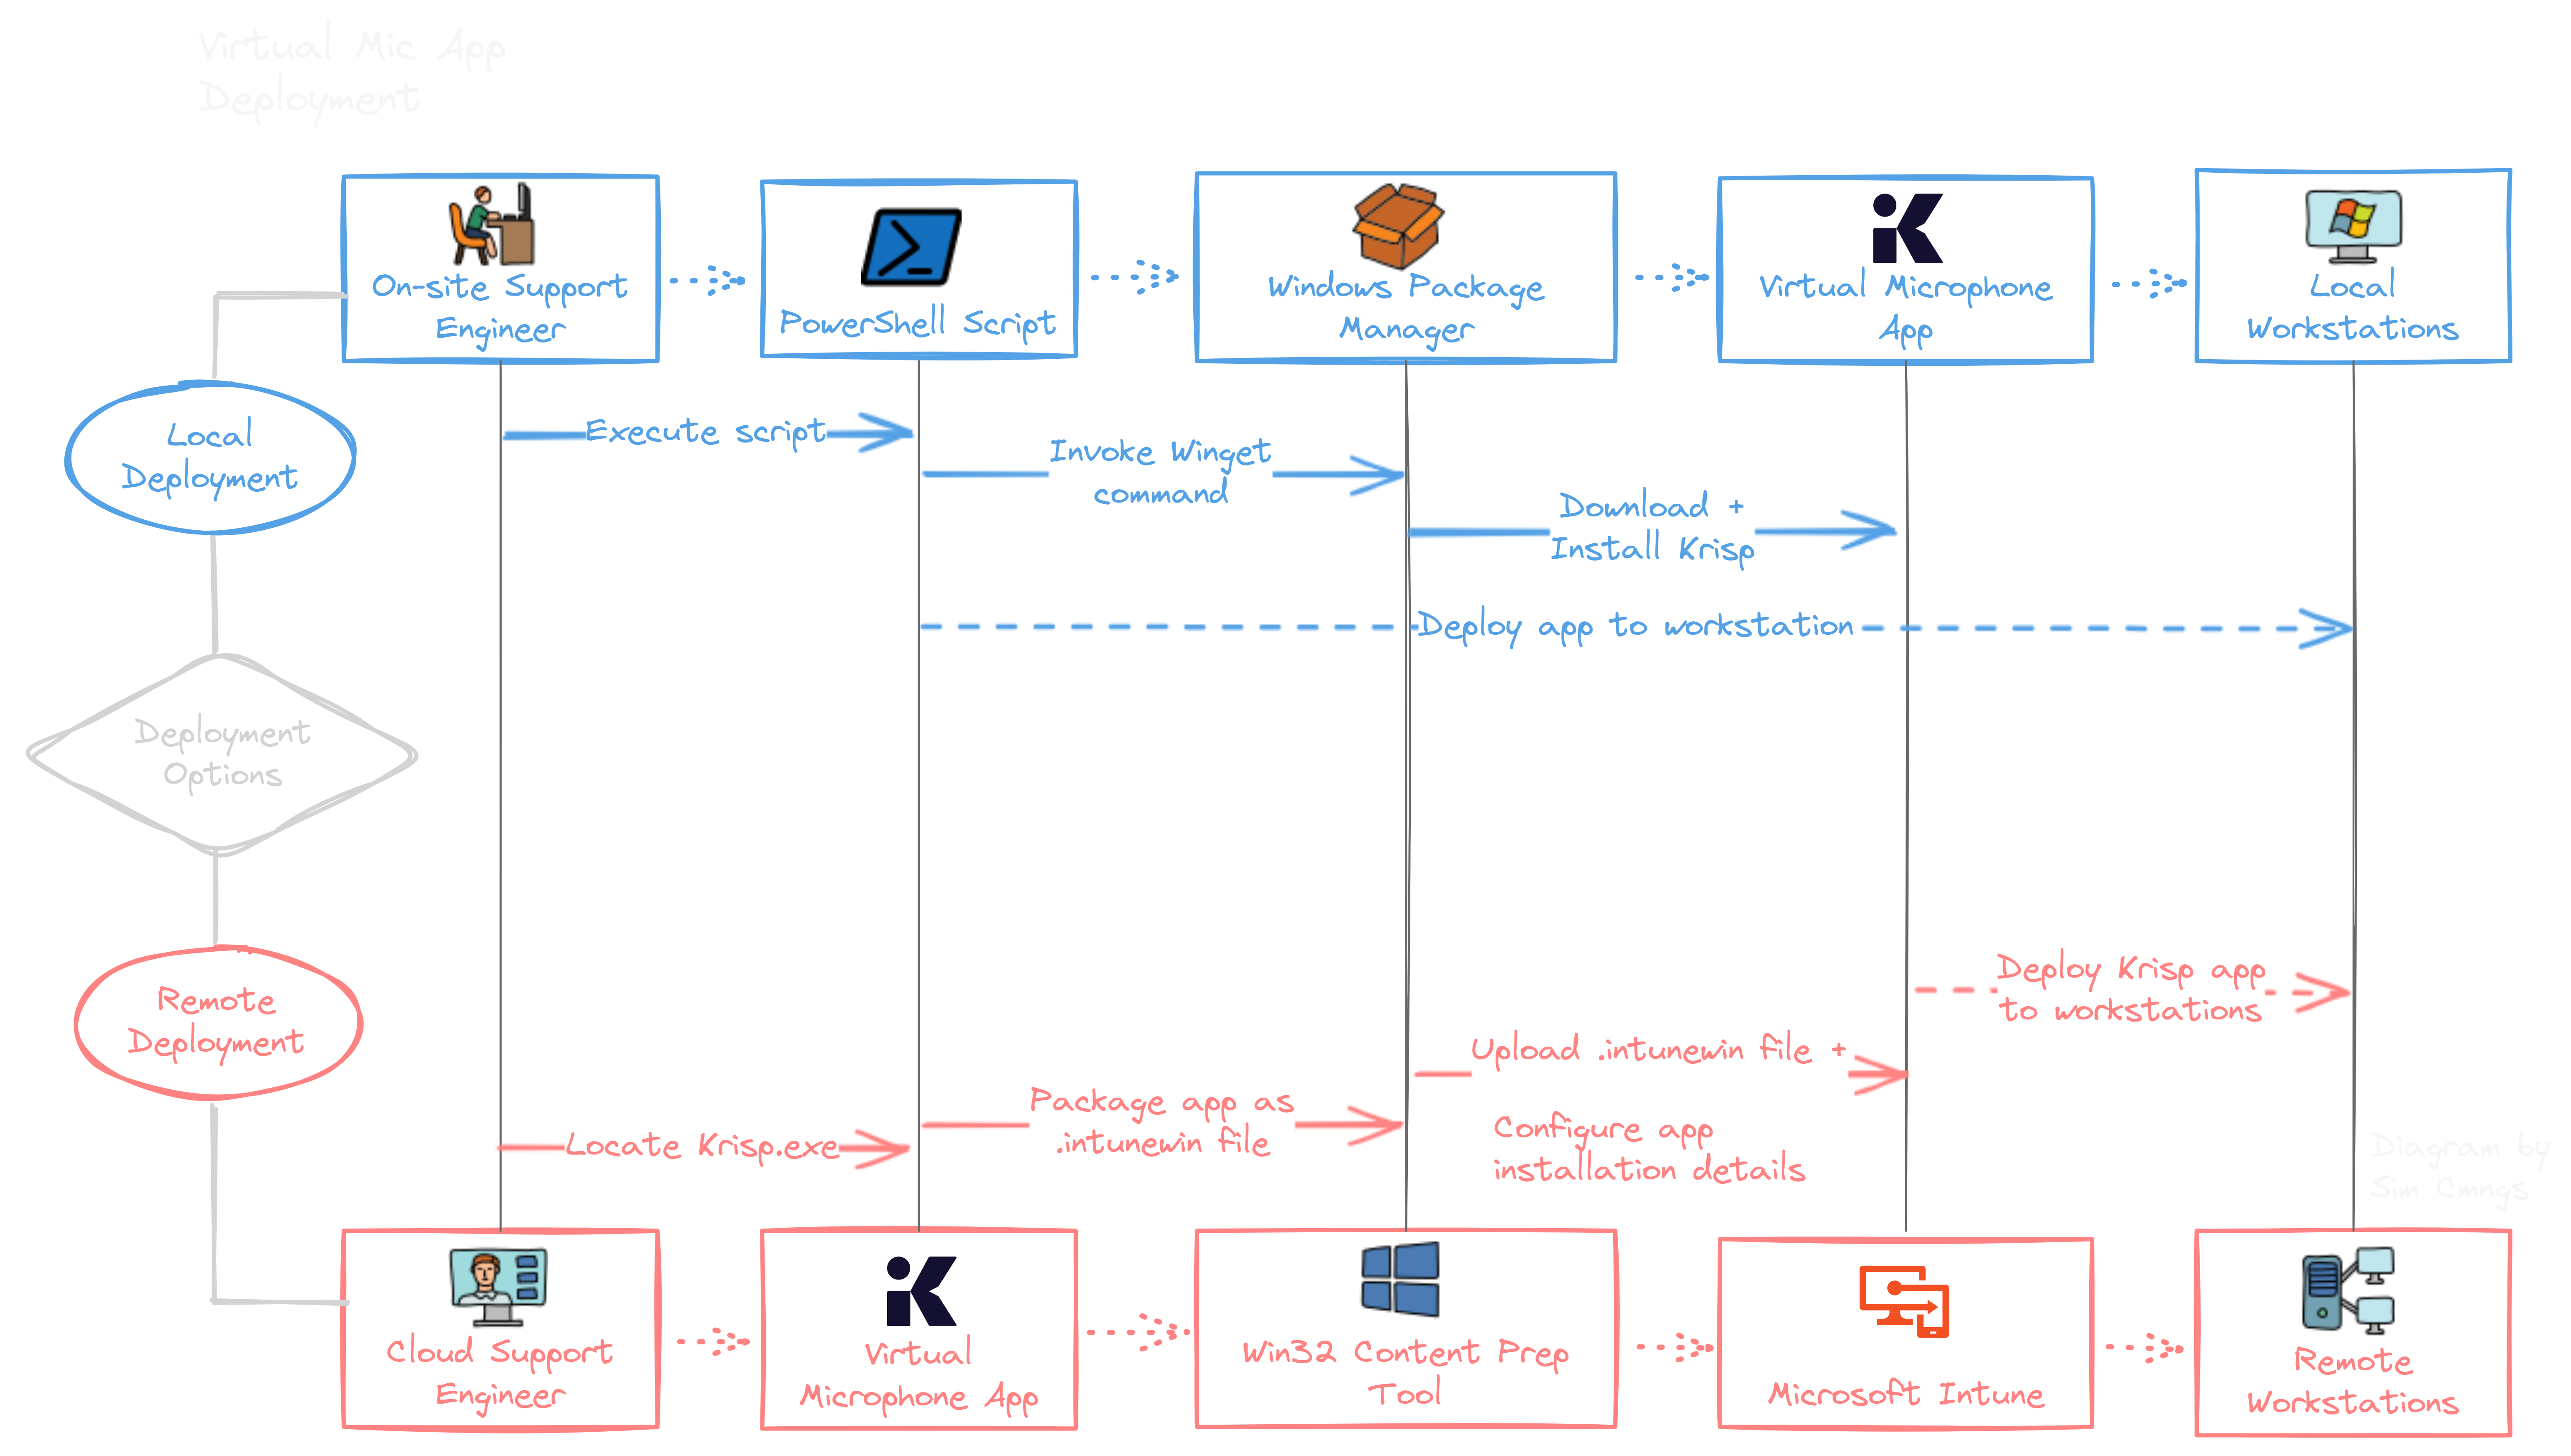 Virtual Mic App
Deployment
On-site Support
Engineer
PowerShell Script
Windows Package
Manager
Virtual Microphone
App
Local
Workstations
Local
Deployment
Execute script
Invoke Winget
command
Download +
Install Krisp
Deploy app to workstation
Deployment
Options
Remote
Deployment
Deploy Krisp app
to workstations
Upload .intunewin file +
Configure app
installation details
Package app as
.intunewin file
Locate Krisp.exe
Diagram by
Sim Cmngs
Cloud Support
Engineer
Virtual
Microphone App
Win32 Content Prep
Tool
Microsoft Intune
Remote
Workstations